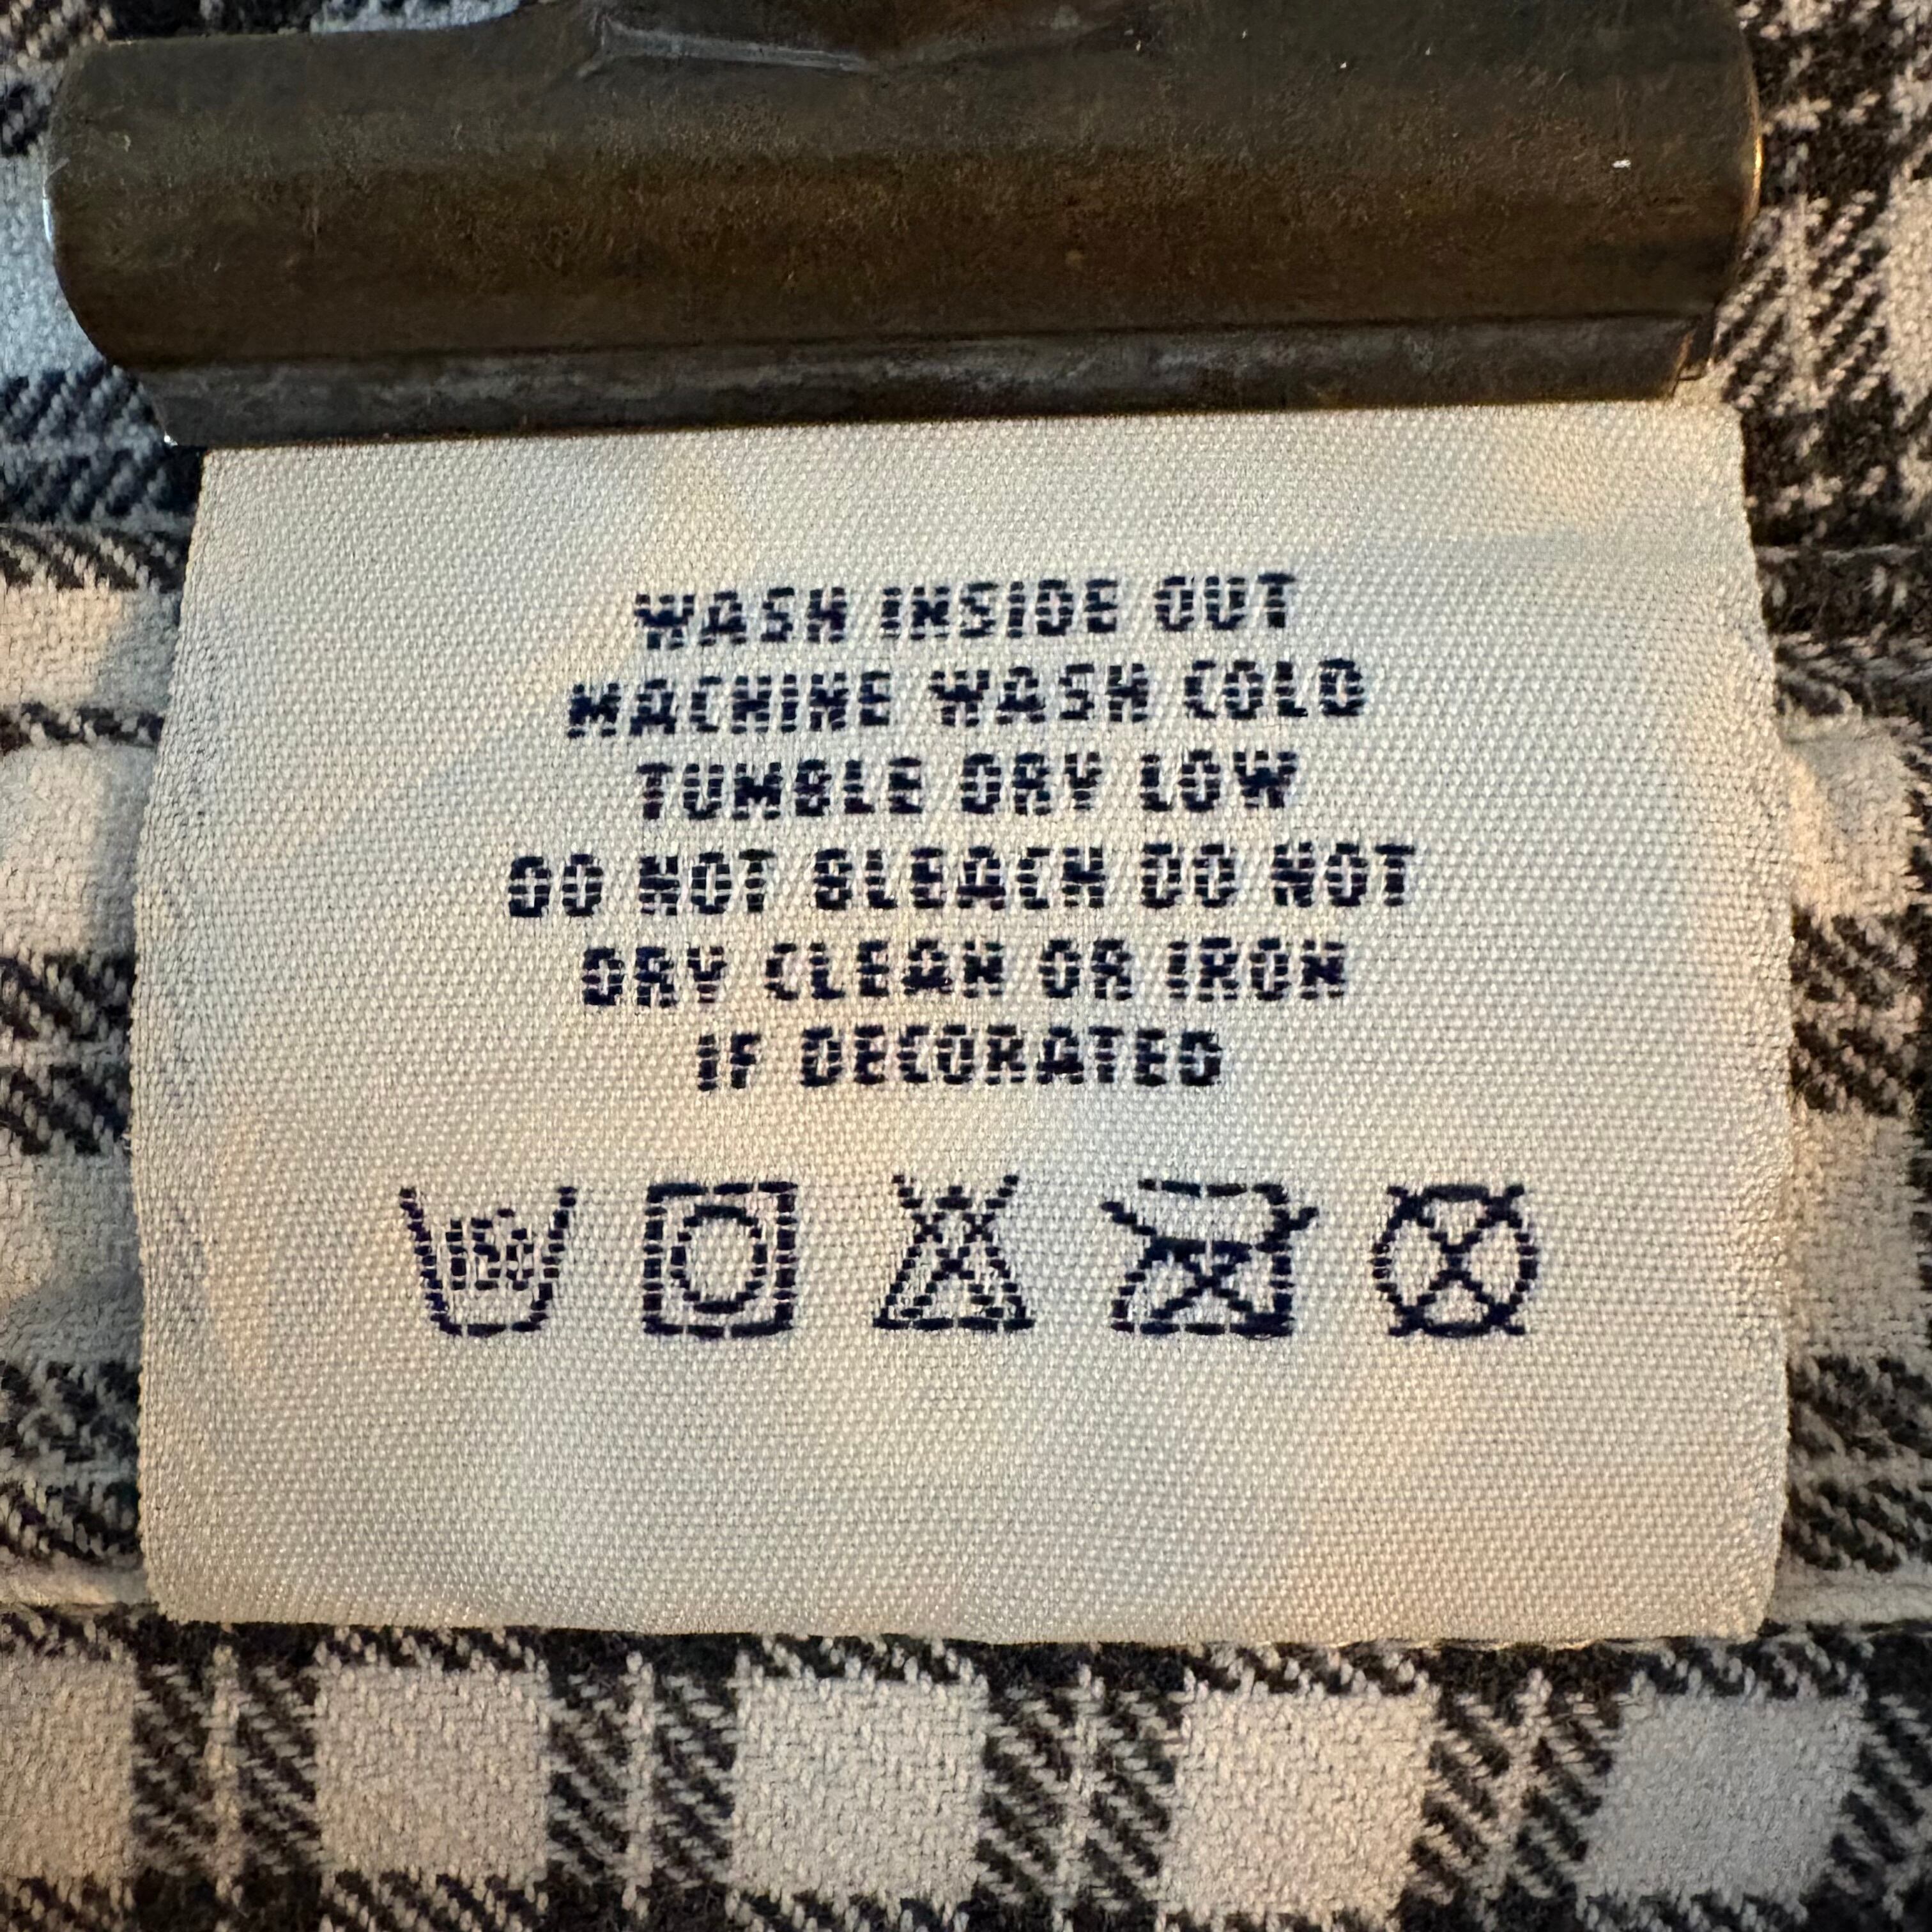 WASH INSIDE OUT
MACHINE WASH COLD
TUMBLE DRY LOW
DO NOT BLEACH DO NOT
DRY CLEAN OR IRON
IF DECORATED